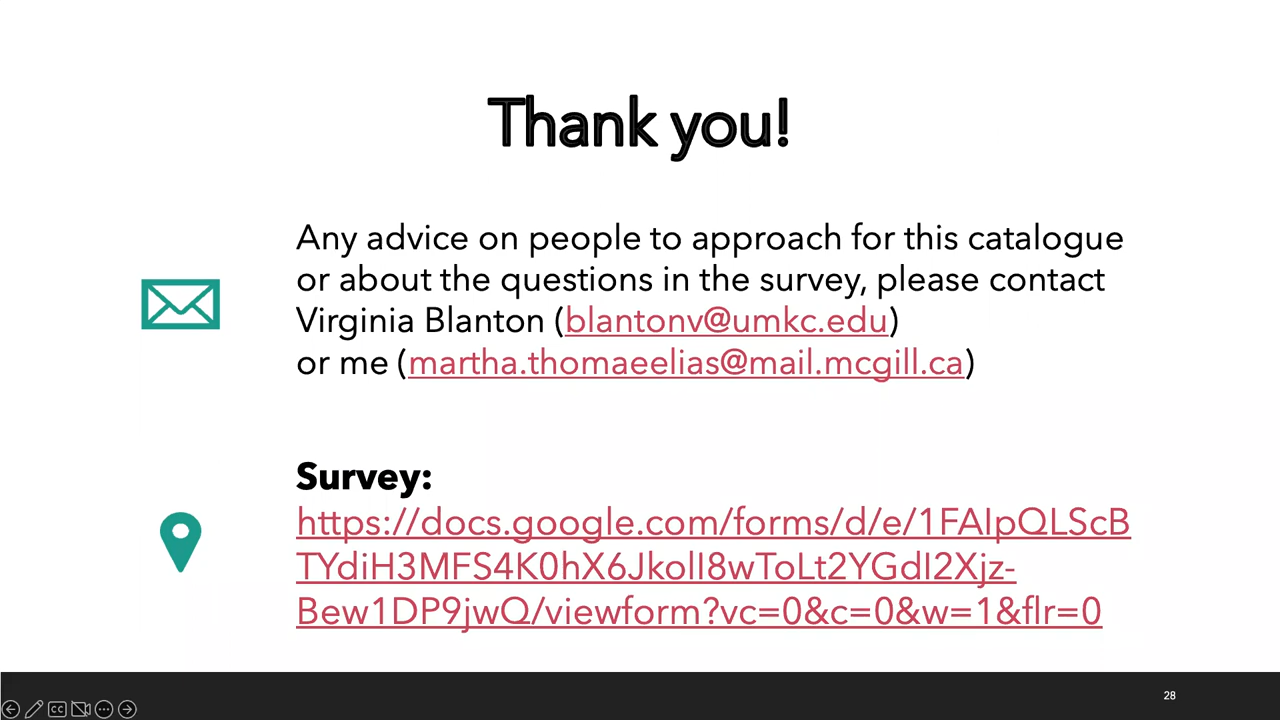 Thank you!
Any advice on people to approach for this catalogue
or about the questions in the survey, please contact
Virginia Blanton (blantonv@umkc.edu)
or me (martha.thomaeelias@mail.mcgill.ca)
Survey:
https://docs.google.com/forms/d/e/1FAIpQLScB
TYdiH3MFS4K0hX6JkolI8wToLt2YGdI2Xjz-
Bew1DP9jwQ/viewform?vc=0&c=0&w=1&flr=0
28
CC